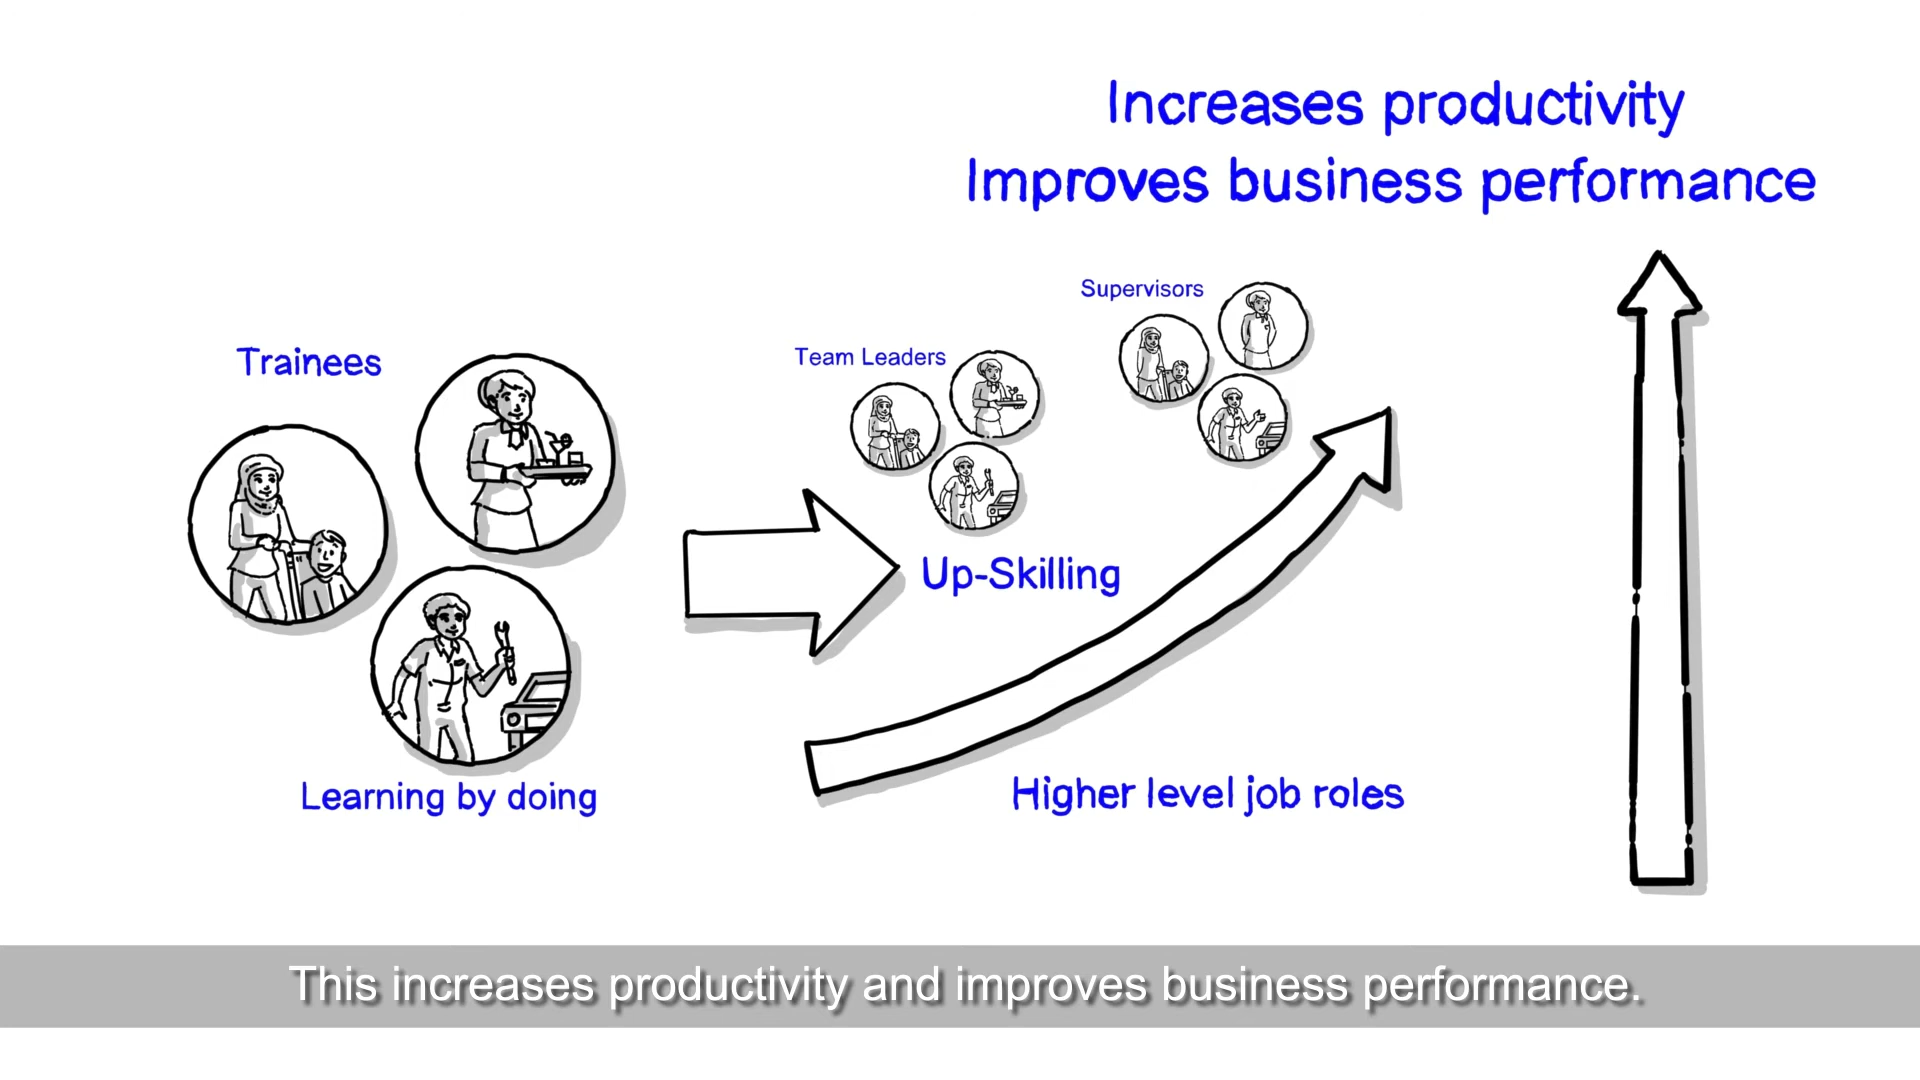 Increases productivity
Improves business performance
Supervisors
Team Leaders
Trainees
Up-Skilling
Higher level job roles
Learning by doing
This increases productivity and improves business performance.